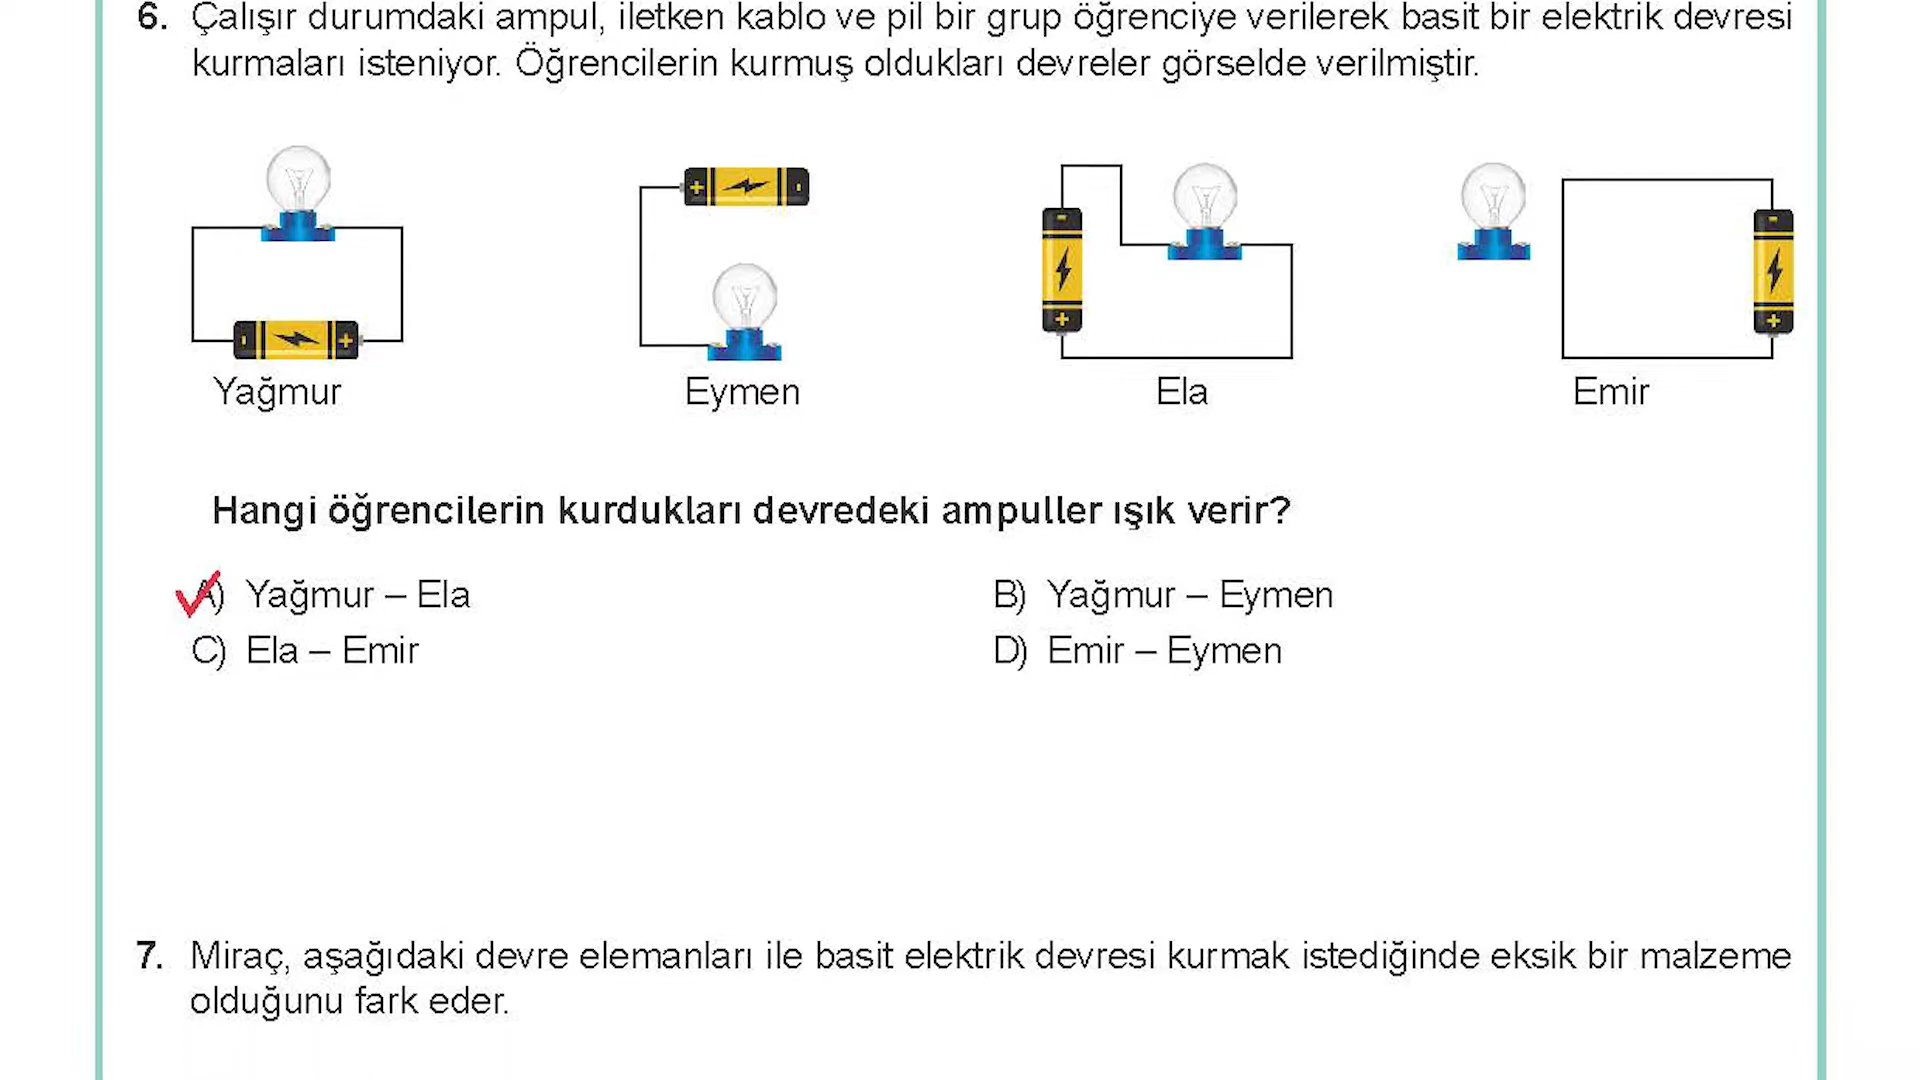 6. Çalışır durumdaki ampul, iletken kablo ve pil bir grup öğrenciye verilerek basit bir elektrik devresi
kurmaları isteniyor. Öğrencilerin kurmuş oldukları devreler görselde verilmiştir.
+ -
- +
+ -
- +
- +
Yağmur Eymen Ela Emir
Hangi öğrencilerin kurdukları devredeki ampuller ışık verir?
A) Yağmur – Ela
B) Yağmur – Eymen
C) Ela – Emir
D) Emir – Eymen
7. Miraç, aşağıdaki devre elemanları ile basit elektrik devresi kurmak istediğinde eksik bir malzeme
olduğunu fark eder.